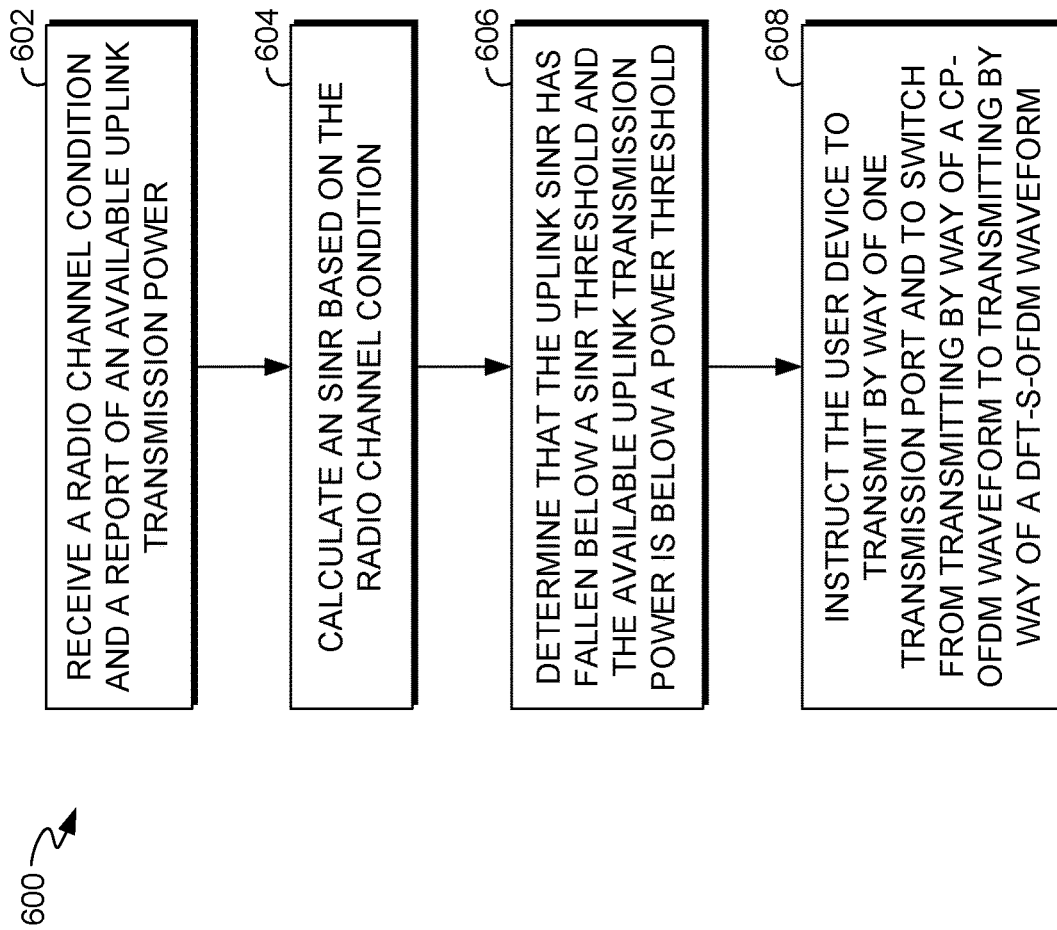 600
602
RECEIVE A RADIO CHANNEL CONDITION
AND A REPORT OF AN AVAILABLE UPLINK
TRANSMISSION POWER
604
CALCULATE AN SINR BASED ON THE
RADIO CHANNEL CONDITION
606
DETERMINE THAT THE UPLINK SINR HAS
FALLEN BELOW A SINR THRESHOLD AND
THE AVAILABLE UPLINK TRANSMISSION
POWER IS BELOW A POWER THRESHOLD
608
INSTRUCT THE USER DEVICE TO
TRANSMIT BY WAY OF ONE
TRANSMISSION PORT AND TO SWITCH
FROM TRANSMITTING BY WAY OF A CP-
OFDM WAVEFORM TO TRANSMITTING BY
WAY OF A DFT-S-OFDM WAVEFORM